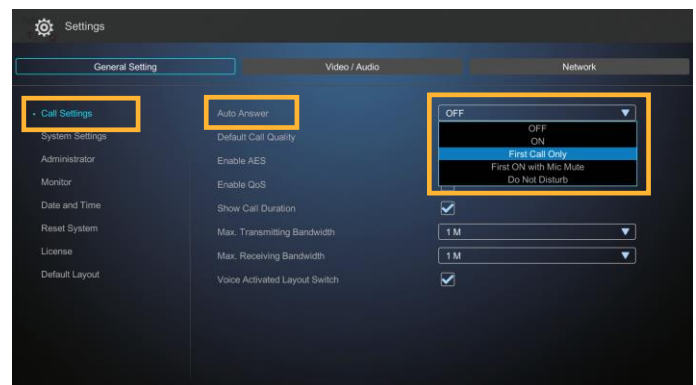 Settings
General Setting
Video / Audio
Network
Call Settings
System Settings
Administrator
Monitor
Date and Time
Reset System
License
Default Layout
Auto Answer
OFF
OFF
ON
First Call Only
First ON with Mic Mute
Do Not Disturb
Default Call Quality
Enable AES
Enable QoS
Show Call Duration
Max. Transmitting Bandwidth
1 M
Max. Receiving Bandwidth
1 M
Voice Activated Layout Switch